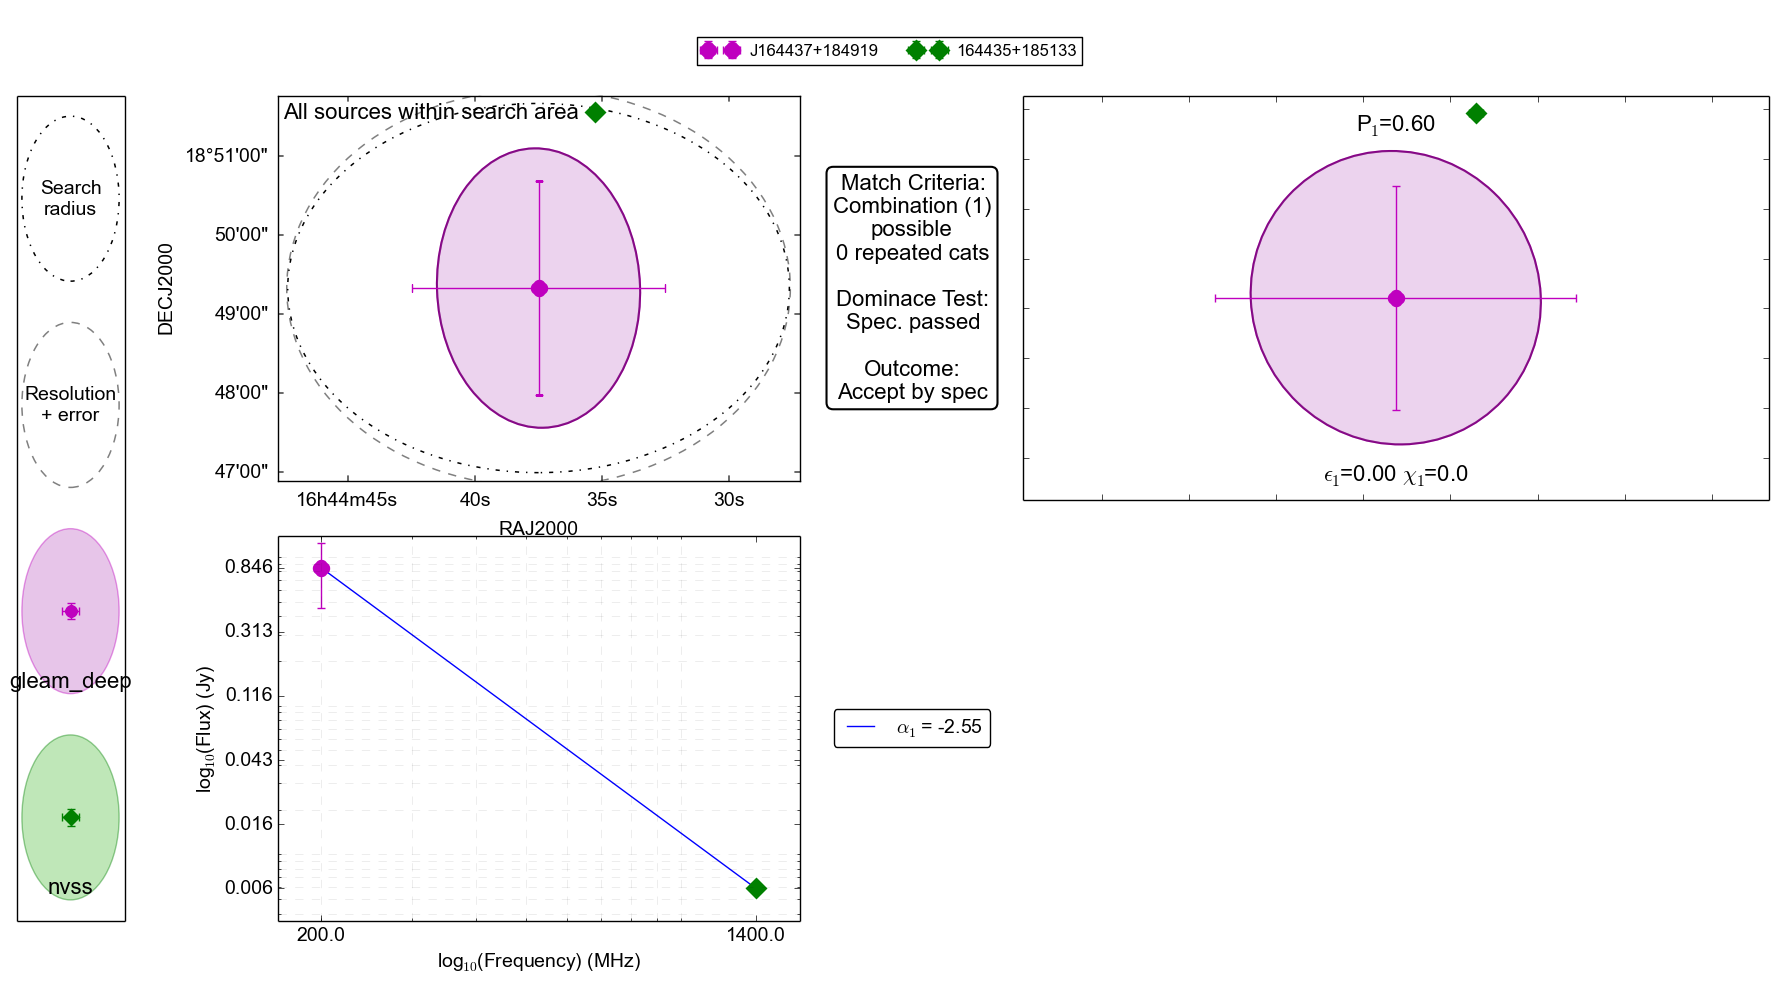 J164437+184919
164435+185133
Search
radius
Resolution
+ error
gleam_deep
nvss
All sources within search area
DECJ2000
18°51'00"
50'00"
49'00"
48'00"
47'00"
16h44m45s
40s
35s
30s
RAJ2000
Match Criteria:
Combination (1)
possible
0 repeated cats
Dominace Test:
Spec. passed
Outcome:
Accept by spec
P₁=0.60
ϵ₁=0.00 χ₁=0.0
log₁₀(Flux) (Jy)
0.846
0.313
0.116
0.043
0.016
0.006
200.0
1400.0
log₁₀(Frequency) (MHz)
α₁ = -2.55